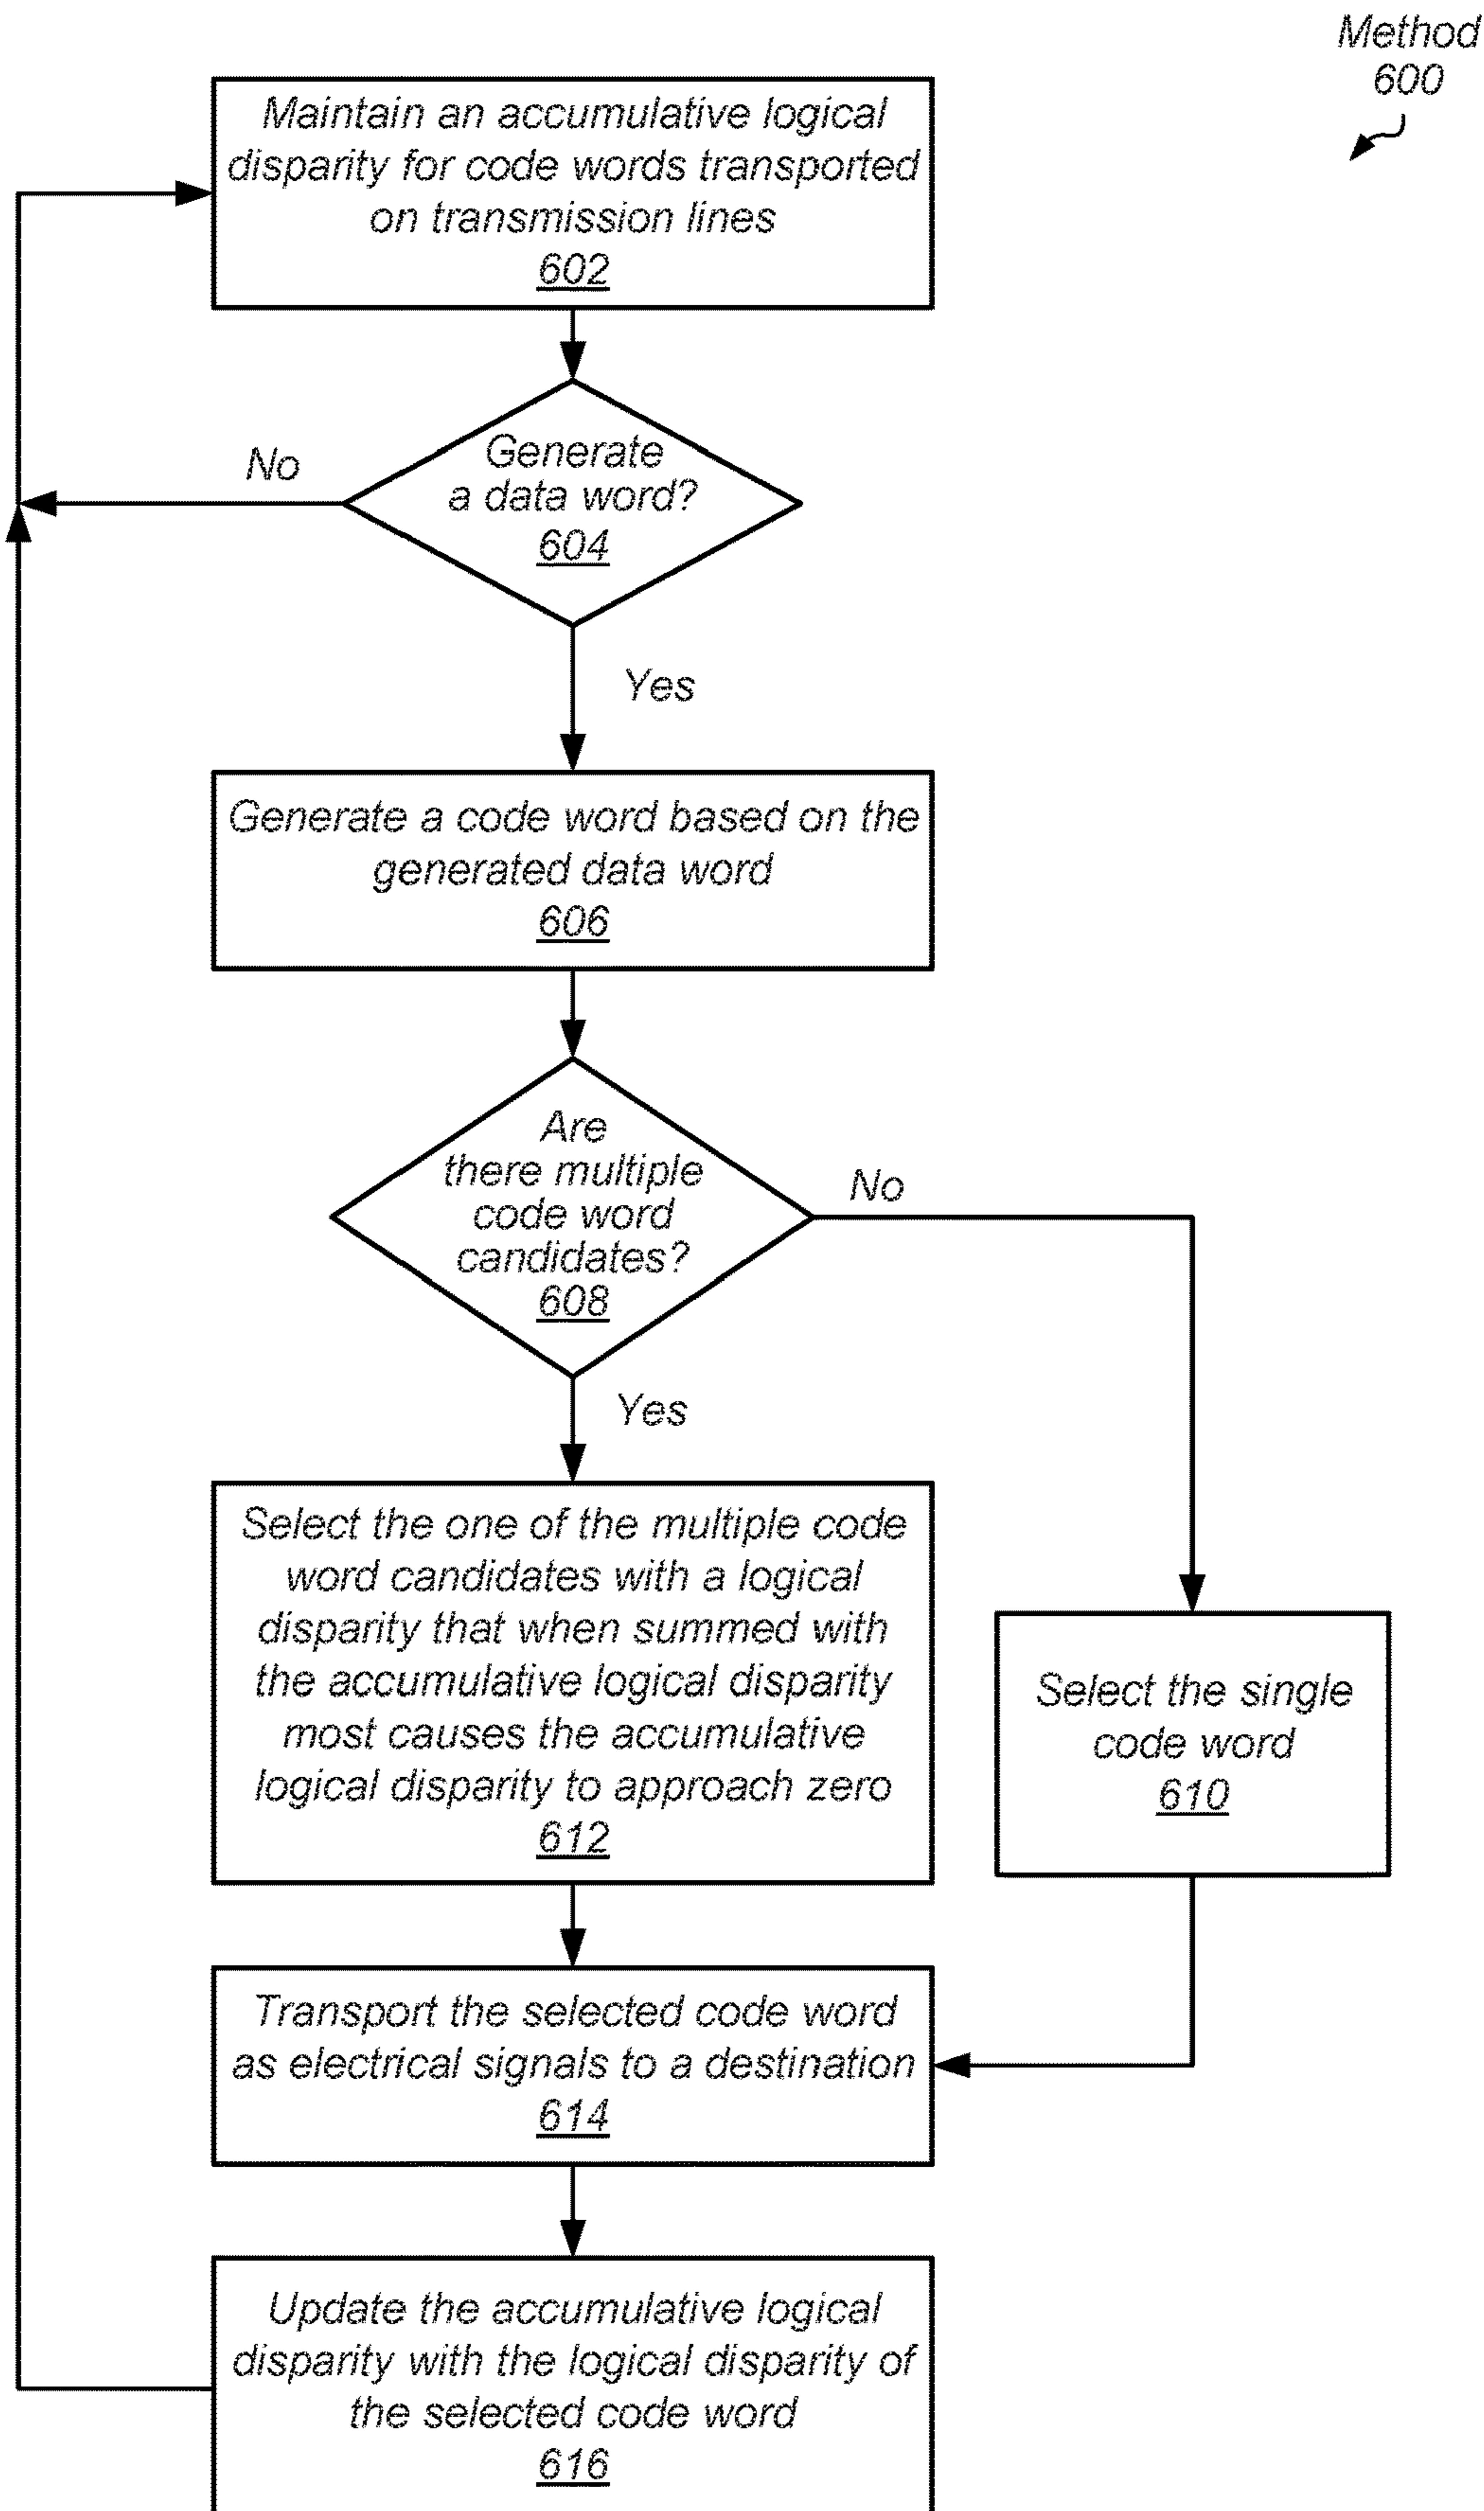 Method
600
Maintain an accumulative logical
disparity for code words transported
on transmission lines
602
Generate
a data word?
604
No
Yes
Generate a code word based on the
generated data word
606
Are
there multiple
code word
candidates?
608
No
Yes
Select the one of the multiple code
word candidates with a logical
disparity that when summed with
the accumulative logical disparity
most causes the accumulative
logical disparity to approach zero
612
Select the single
code word
610
Transport the selected code word
as electrical signals to a destination
614
Update the accumulative logical
disparity with the logical disparity of
the selected code word
616